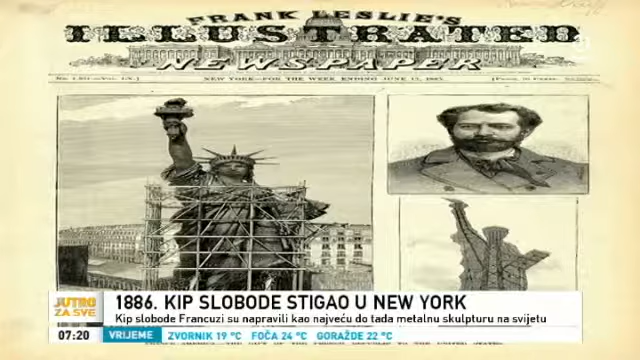 FRANK LESLIE'S
ILLUSTRATED
NEWSPAPER
NEW YORK—FOR THE WEEK ENDING JUNE 13, 1885.
1886. KIP SLOBODE STIGAO U NEW YORK
JUTRO
ZA SVE
Kip slobode Francuzi su napravili kao najveću do tada metalnu skulpturu na svijetu
07:20
VRIJEME
ZVORNIK 19 °C FOČA 24 °C GORAŽDE 22 °C